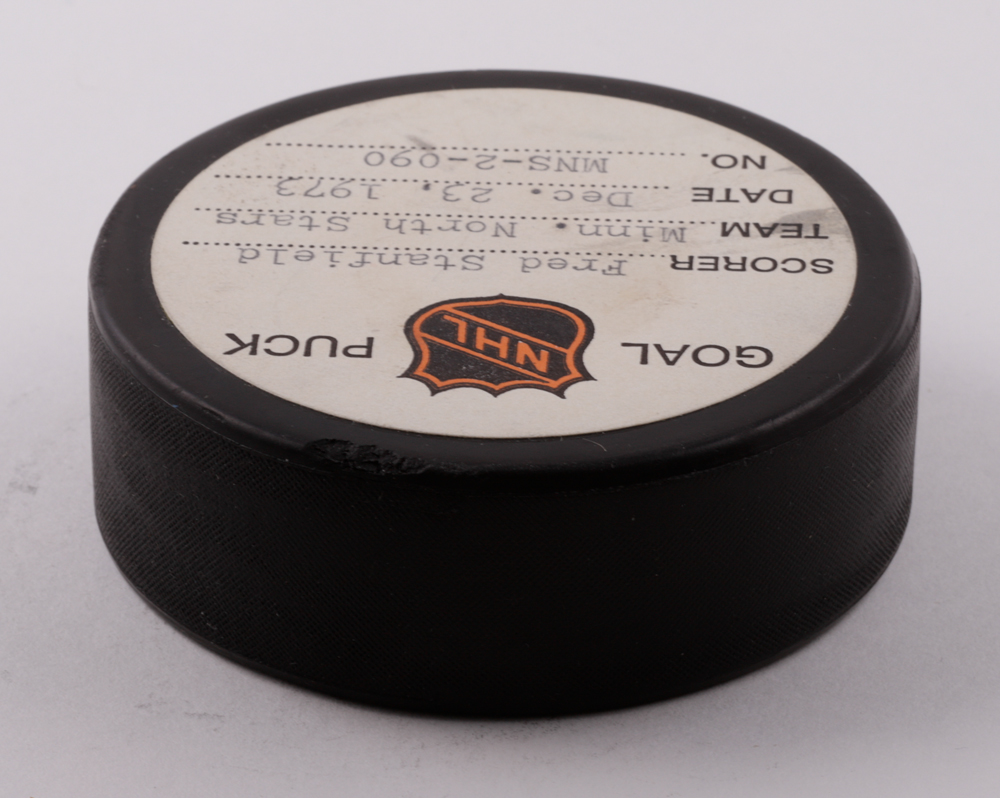 GOAL NHL PUCK
SCORER Fred Stanfield
TEAM Minn. North Stars
DATE Dec. 23, 1973
NO. MNS-2-090